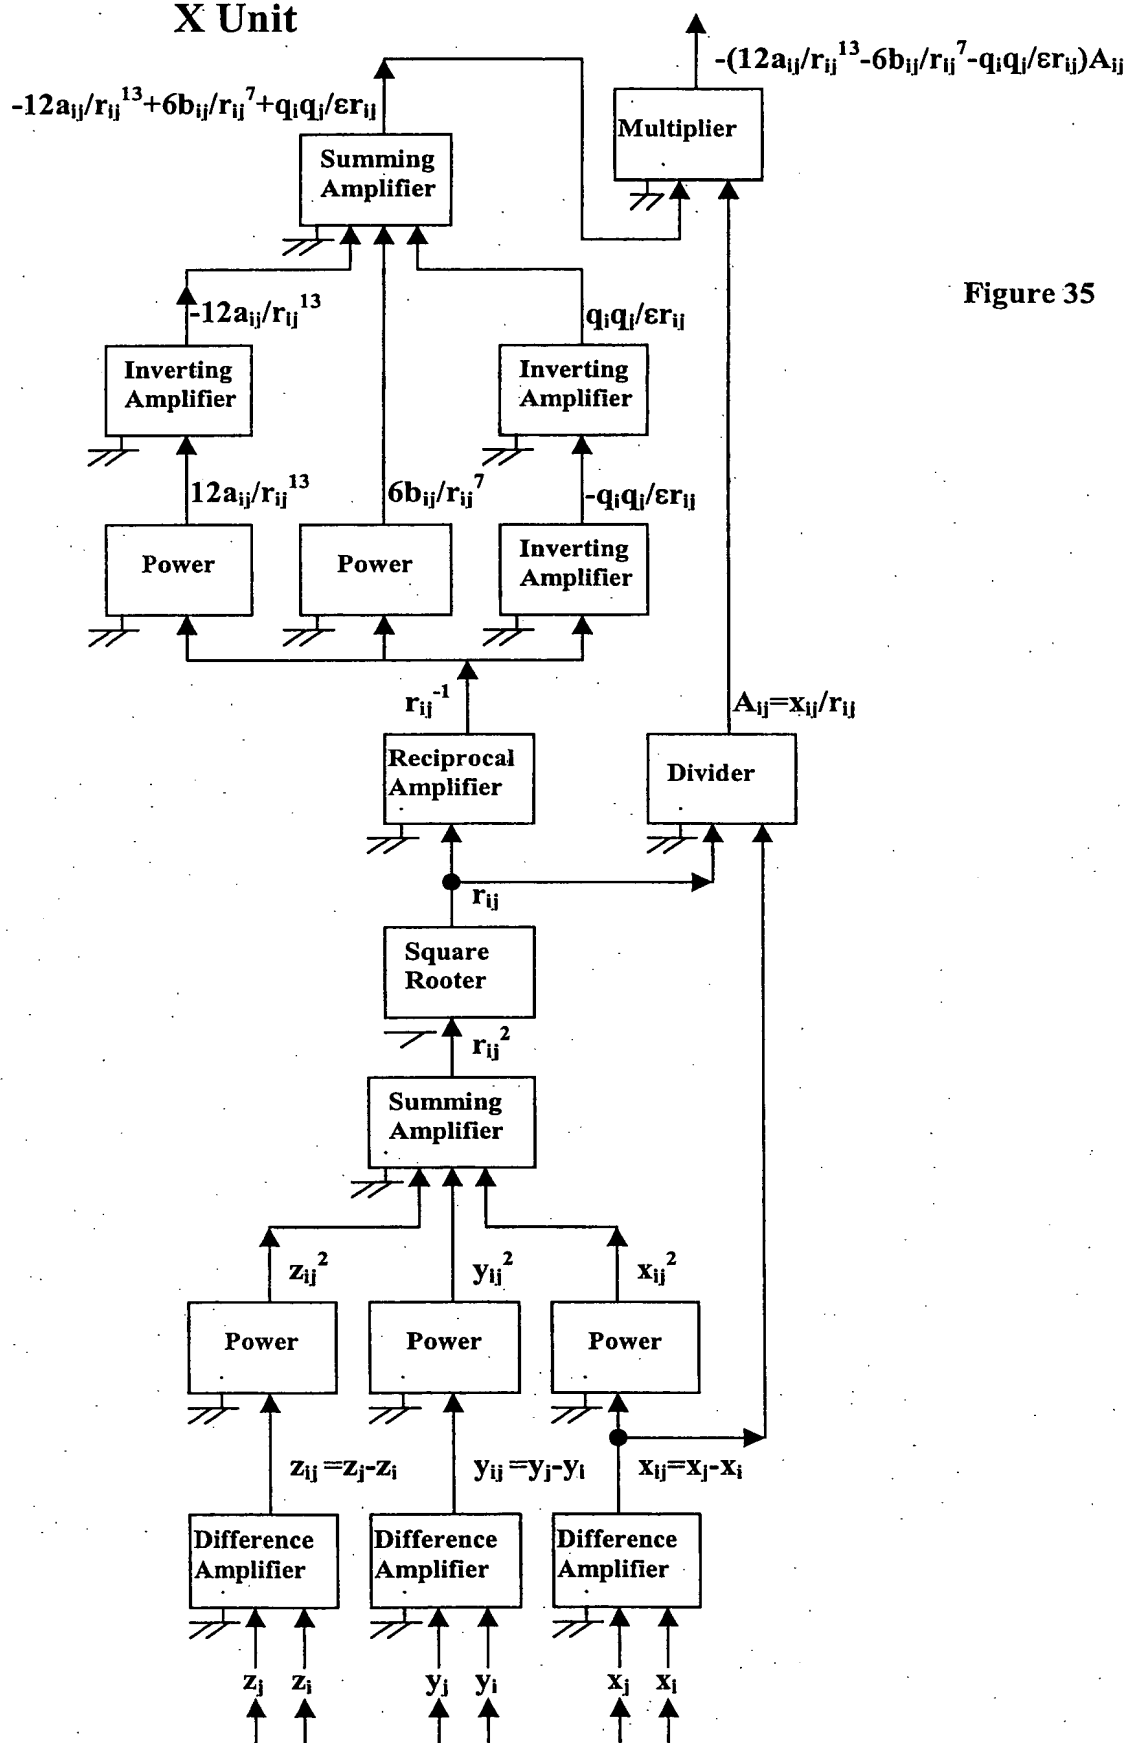 X Unit
-(12aᵢⱼ/rᵢⱼ¹³-6bᵢⱼ/rᵢⱼ⁷-qᵢqⱼ/εrᵢⱼ)Aᵢⱼ
-12aᵢⱼ/rᵢⱼ¹³+6bᵢⱼ/rᵢⱼ⁷+qᵢqⱼ/εrᵢⱼ
Multiplier
Summing
Amplifier
Figure 35
-12aᵢⱼ/rᵢⱼ¹³
qᵢqⱼ/εrᵢⱼ
Inverting
Amplifier
Inverting
Amplifier
12aᵢⱼ/rᵢⱼ¹³
6bᵢⱼ/rᵢⱼ⁷
-qᵢqⱼ/εrᵢⱼ
Power
Power
Inverting
Amplifier
rᵢⱼ⁻¹
Aᵢⱼ=xᵢⱼ/rᵢⱼ
Reciprocal
Amplifier
Divider
rᵢⱼ
Square
Rooter
rᵢⱼ²
Summing
Amplifier
zᵢⱼ²
yᵢⱼ²
xᵢⱼ²
Power
Power
Power
zᵢⱼ=zⱼ-zᵢ
yᵢⱼ=yⱼ-yᵢ
xᵢⱼ=xⱼ-xᵢ
Difference
Amplifier
Difference
Amplifier
Difference
Amplifier
zⱼ zᵢ
yⱼ yᵢ
xⱼ xᵢ